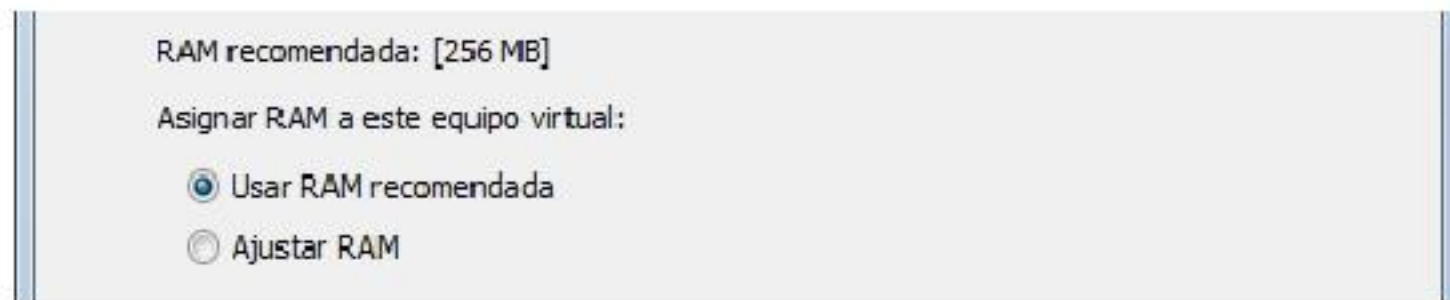 RAM recomendada: [256 MB]
Asignar RAM a este equipo virtual:
Usar RAM recomendada
Ajustar RAM